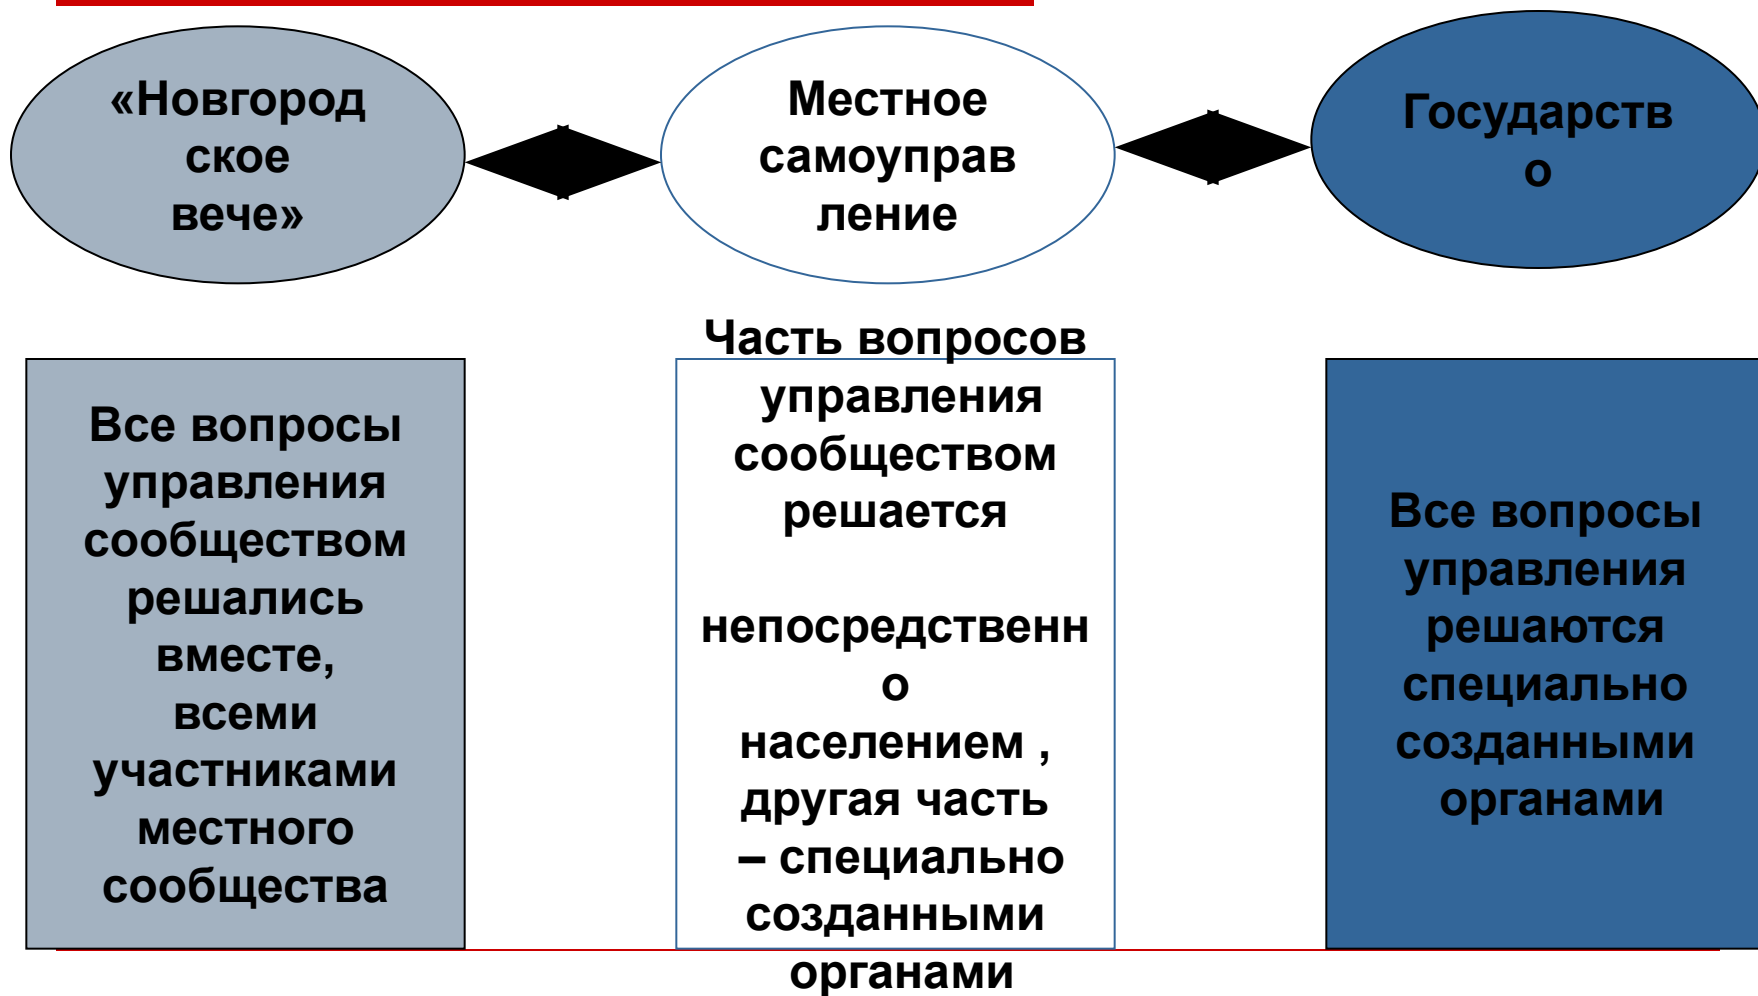 «Новгород
ское
вече»
Местное
самоуправ
ление
Государств
о
Все вопросы
управления
сообществом
решались
вместе,
всеми
участниками
местного
сообщества
Часть вопросов
управления
сообществом
решается
непосредственн
о
населением ,
другая часть
– специально
созданными
органами
Все вопросы
управления
решаются
специально
созданными
органами